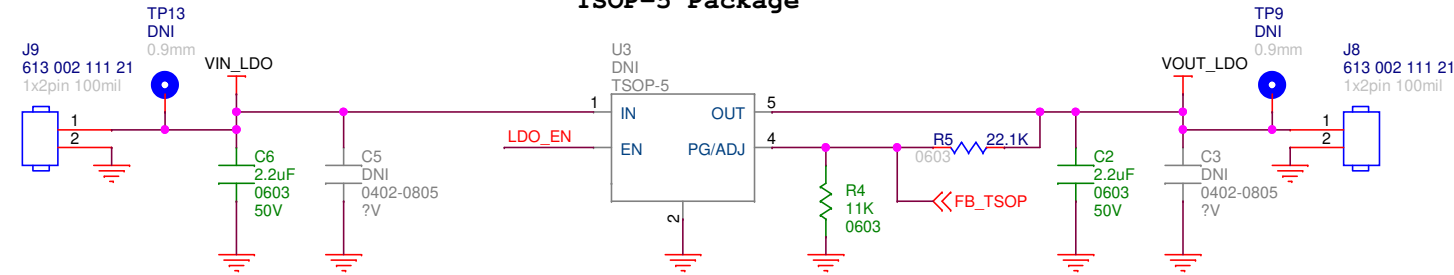 TSOP-5 Package
TP13
DNI
0.9mm
J9
613 002 111 21
1x2pin 100mil
1
2
VIN_LDO
C6
2.2uF
0603
50V
C5
DNI
0402-0805
?V
LDO_EN
U3
DNI
TSOP-5
1
IN
EN
OUT
PG/ADJ
5
4
2
R5
22.1K
0603
R4
11K
0603
FB_TSOP
C2
2.2uF
0603
50V
VOUT_LDO
C3
DNI
0402-0805
?V
TP9
DNI
0.9mm
J8
613 002 111 21
1x2pin 100mil
1
2